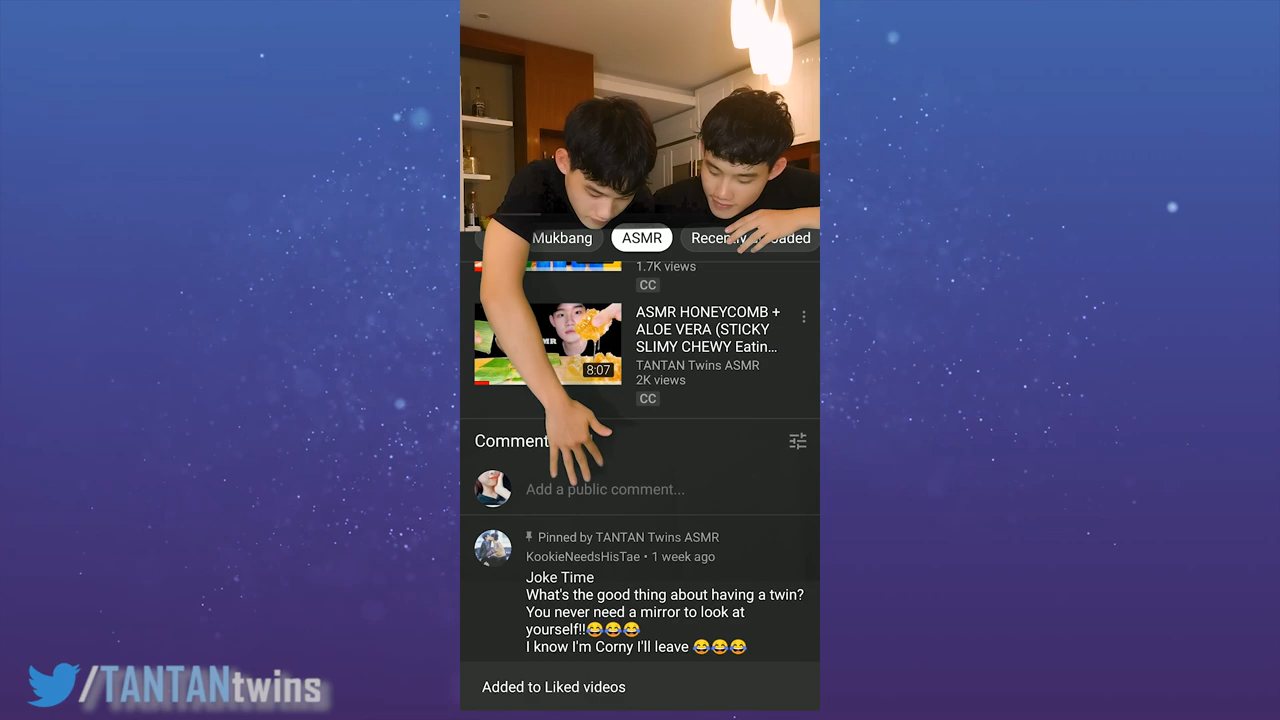 Mukbang
ASMR
1.7K views
CC
8:07
ASMR HONEYCOMB +
ALOE VERA (STICKY
SLIMY CHEWY Eatin...
TANTAN Twins ASMR
2K views
CC
Comment
Add a public comment...
Pinned by TANTAN Twins ASMR
KookieNeedsHisTae • 1 week ago
Joke Time
What's the good thing about having a twin?
You never need a mirror to look at
yourself!!😂😂😂
I know I'm Corny I'll leave 😂😂😂
Added to Liked videos
/TANTANtwins